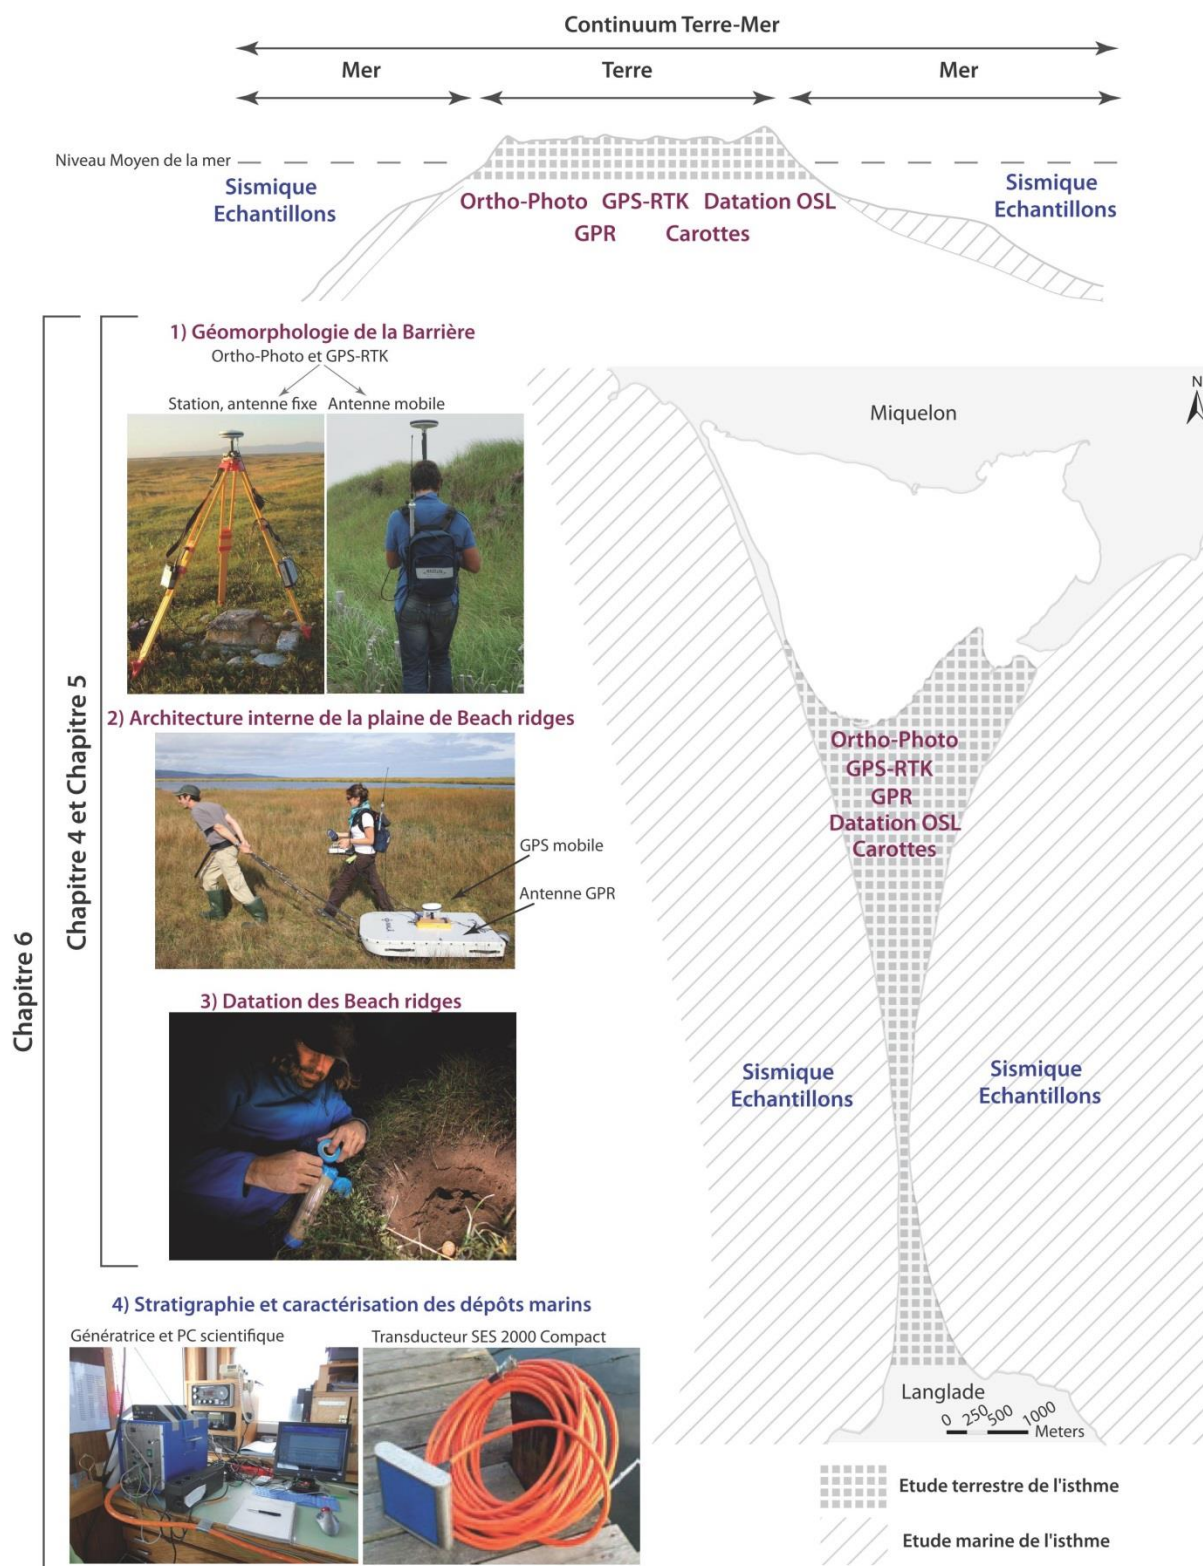 Continuum Terre-Mer
Mer
Terre
Mer
Niveau Moyen de la mer
Sismique
Echantillons
Ortho-Photo GPS-RTK Datation OSL
GPR Carottes
Sismique
Echantillons
Chapitre 6
Chapitre 4 et Chapitre 5
1) Géomorphologie de la Barrière
Ortho-Photo et GPS-RTK
Station, antenne fixe
Antenne mobile
2) Architecture interne de la plaine de Beach ridges
GPS mobile
Antenne GPR
3) Datation des Beach ridges
4) Stratigraphie et caractérisation des dépôts marins
Génératrice et PC scientifique
Transducteur SES 2000 Compact
N
Miquelon
Ortho-Photo
GPS-RTK
GPR
Datation OSL
Carottes
Sismique
Echantillons
Sismique
Echantillons
Langlade
0 250 500 1000
Meters
Etude terrestre de l'isthme
Etude marine de l'isthme